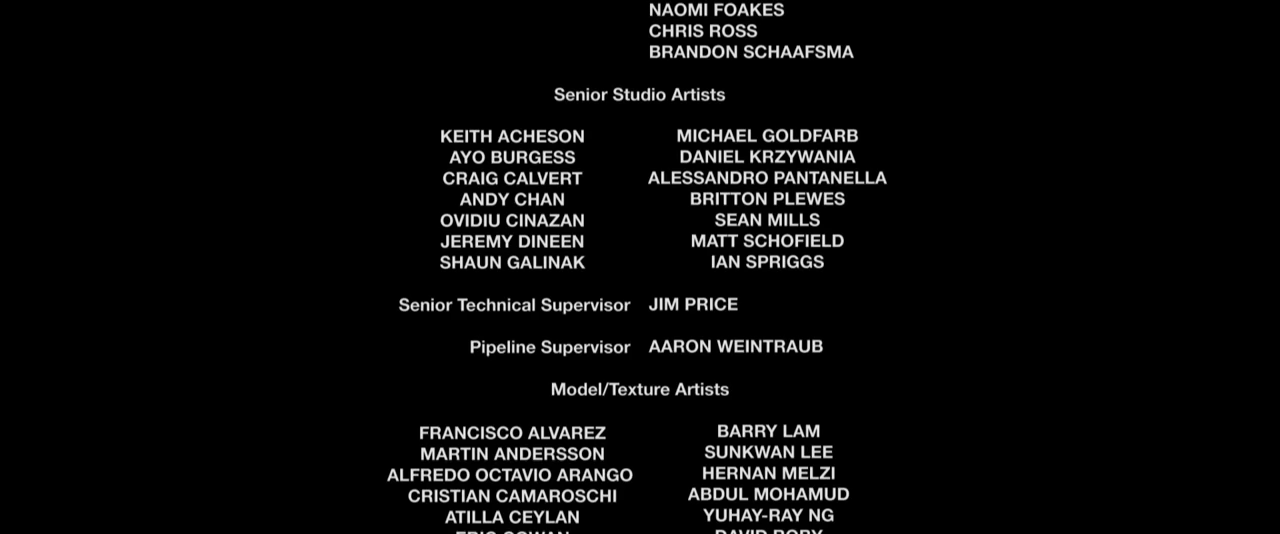 NAOMI FOAKES
CHRIS ROSS
BRANDON SCHAAFSMA
Senior Studio Artists
KEITH ACHESON MICHAEL GOLDFARB
AYO BURGESS DANIEL KRZYWANIA
CRAIG CALVERT ALESSANDRO PANTANELLA
ANDY CHAN BRITTON PLEWES
OVIDIU CINAZAN SEAN MILLS
JEREMY DINEEN MATT SCHOFIELD
SHAUN GALINAK IAN SPRIGGS
Senior Technical Supervisor JIM PRICE
Pipeline Supervisor AARON WEINTRAUB
Model/Texture Artists
FRANCISCO ALVAREZ BARRY LAM
MARTIN ANDERSSON SUNKWAN LEE
ALFREDO OCTAVIO ARANGO HERNAN MELZI
CRISTIAN CAMAROSCHI ABDUL MOHAMUD
ATILLA CEYLAN YUHAY-RAY NG